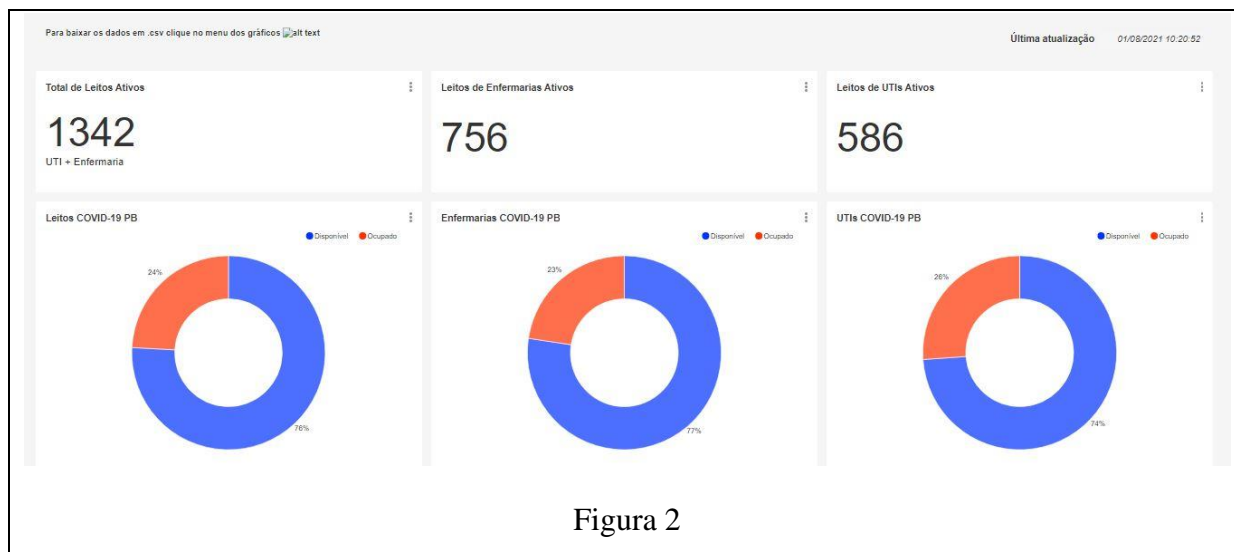 Para baixar os dados em .csv clique no menu dos gráficos alt text
Última atualização 01/08/2021 10:20:52
Total de Leitos Ativos
1342
UTI + Enfermaria
Leitos de Enfermarias Ativos
756
Leitos de UTIs Ativos
586
Leitos COVID-19 PB
Disponível Ocupado
24%
76%
Enfermarias COVID-19 PB
Disponível Ocupado
23%
77%
UTIs COVID-19 PB
Disponível Ocupado
26%
74%
Figura 2